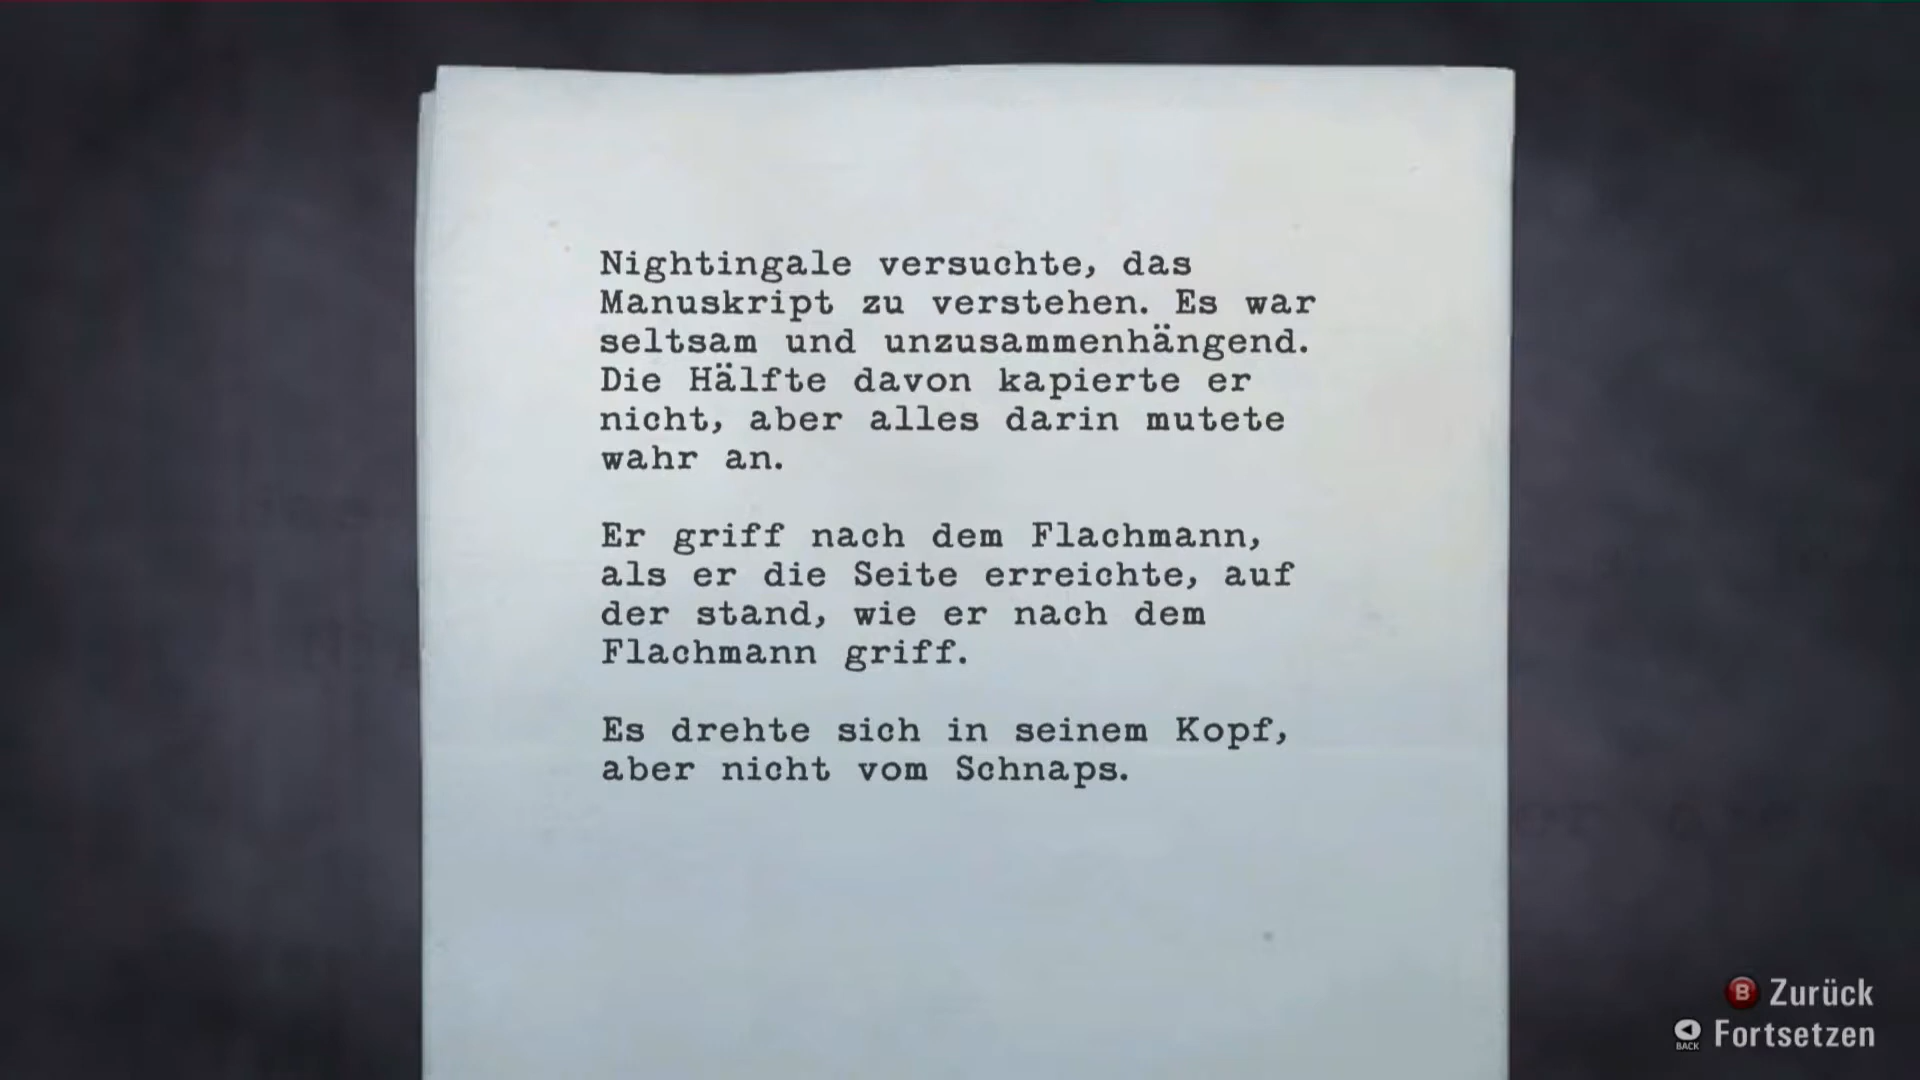 Nightingale versuchte, das
Manuskript zu verstehen. Es war
seltsam und unzusammenhängend.
Die Hälfte davon kapierte er
nicht, aber alles darin mutete
wahr an.
Er griff nach dem Flachmann,
als er die Seite erreichte, auf
der stand, wie er nach dem
Flachmann griff.
Es drehte sich in seinem Kopf,
aber nicht vom Schnaps.
B Zurück
BACK Fortsetzen